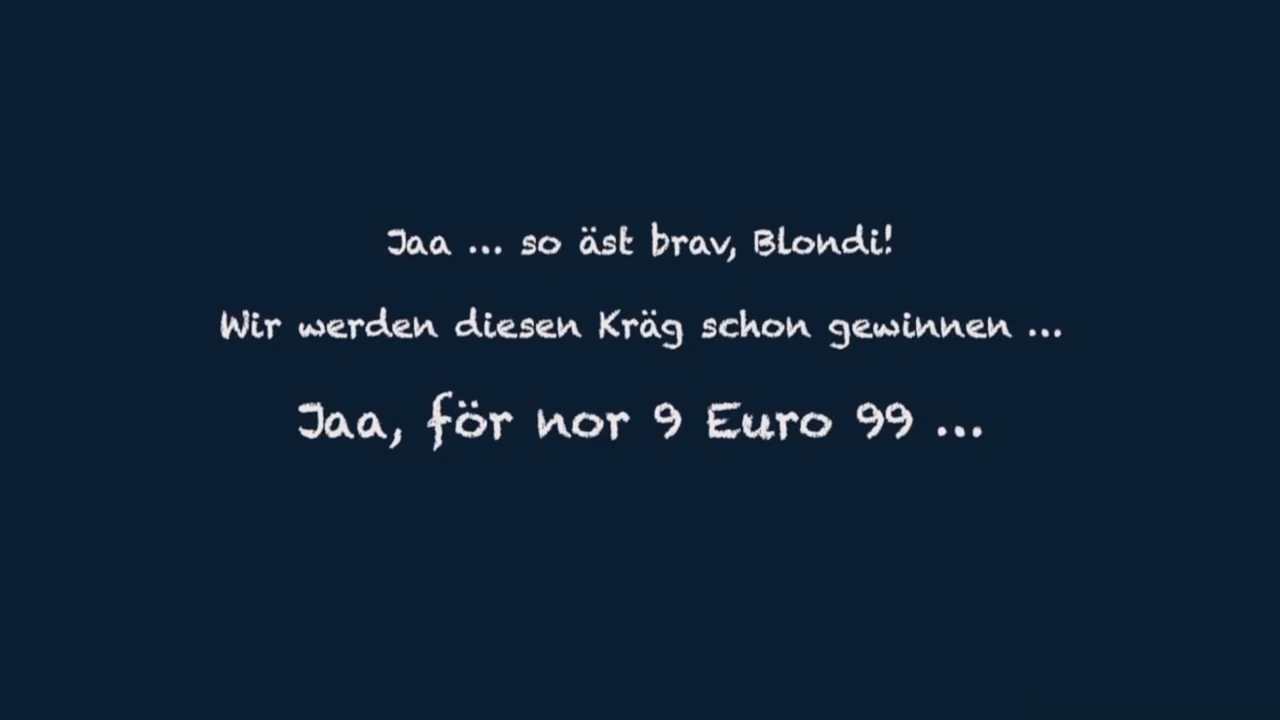 Jaa ... so äst brav, Blondi!
Wir werden diesen Kräg schon gewinnen ...
Jaa, för nor 9 Euro 99 ...